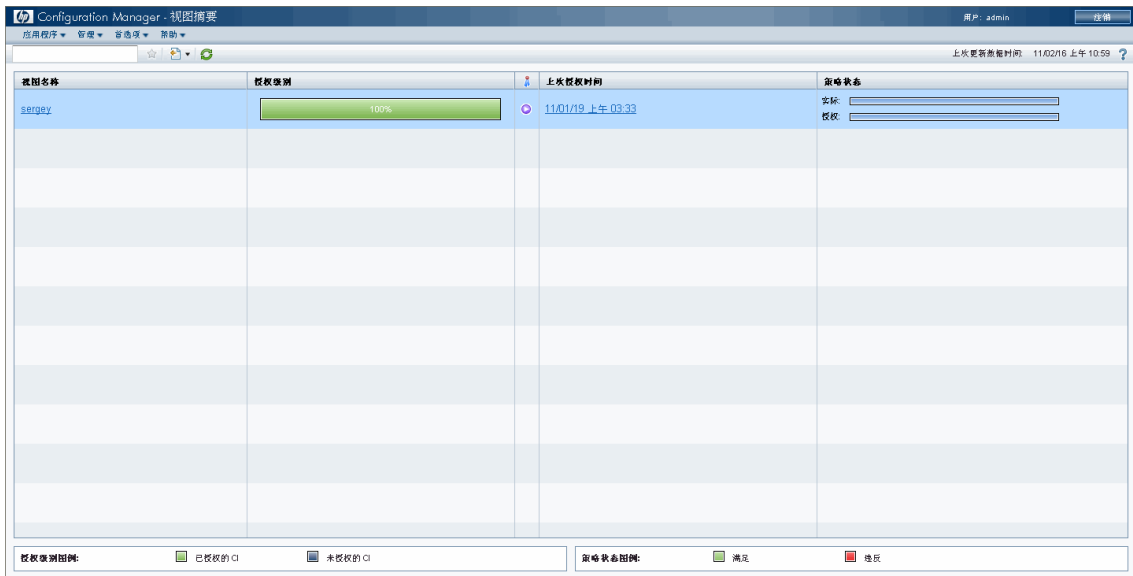 hp Configuration Manager - 视图摘要 用户: admin 注销
应用程序 管理 首选项 帮助
上次更新数据时间: 11/02/16 上午 10:59 ?
视图名称 授权级别 上次授权时间 策略状态
sergey 100% 11/01/19 上午 03:33 实际:
授权:
授权级别图例: 已授权的 CI 未授权的 CI 策略状态图例: 满足 违反